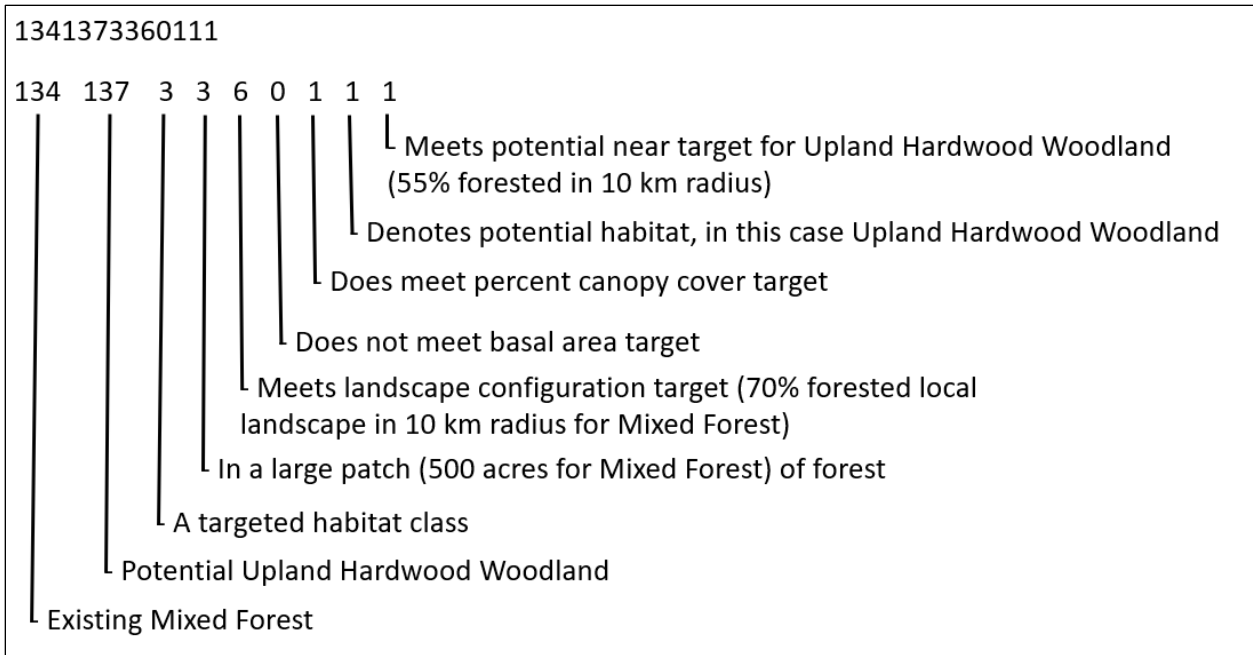 1341373360111
134 137 3 3 6 0 1 1 1
Meets potential near target for Upland Hardwood Woodland
(55% forested in 10 km radius)
Denotes potential habitat, in this case Upland Hardwood Woodland
Does meet percent canopy cover target
Does not meet basal area target
Meets landscape configuration target (70% forested local
landscape in 10 km radius for Mixed Forest)
In a large patch (500 acres for Mixed Forest) of forest
A targeted habitat class
Potential Upland Hardwood Woodland
Existing Mixed Forest